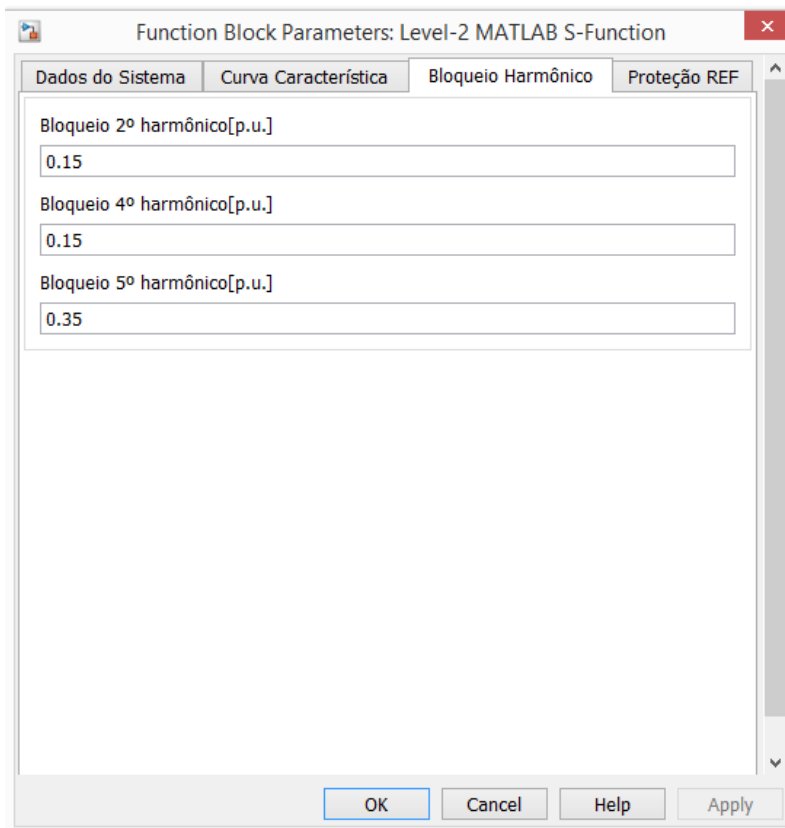 Function Block Parameters: Level-2 MATLAB S-Function
Dados do Sistema Curva Característica Bloqueio Harmônico Proteção REF
Bloqueio 2º harmônico[p.u.]
0.15
Bloqueio 4º harmônico[p.u.]
0.15
Bloqueio 5º harmônico[p.u.]
0.35
OK Cancel Help Apply